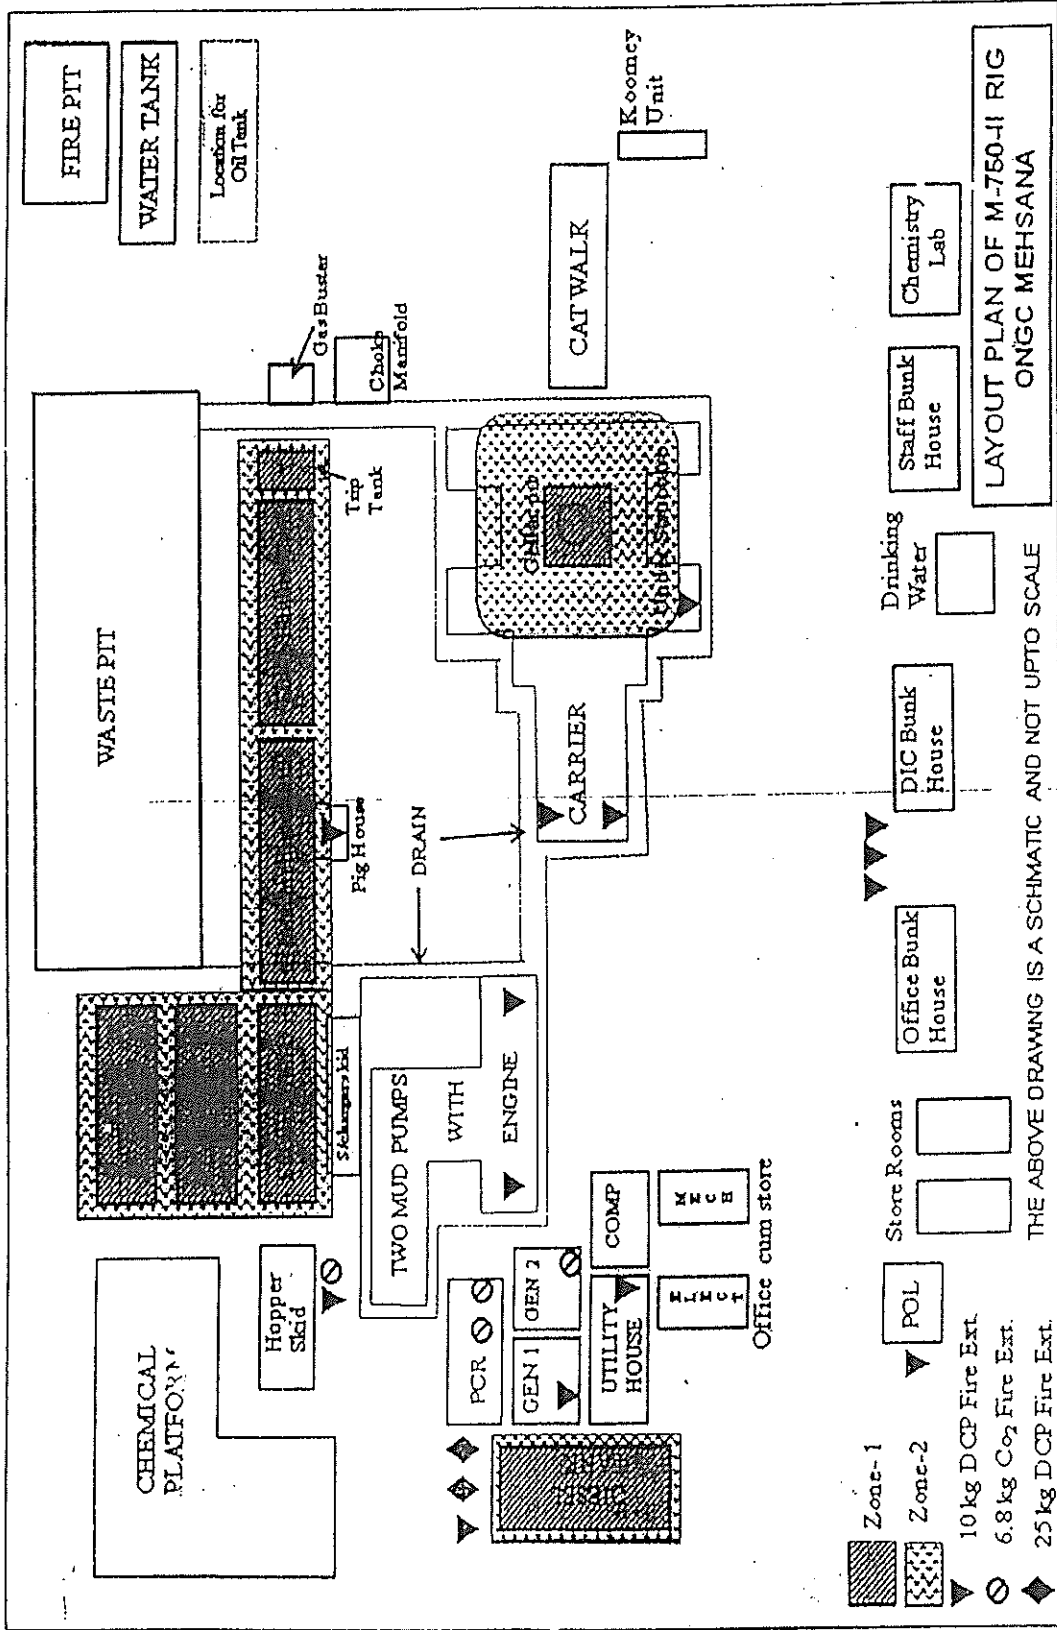 FIRE PIT
WATER TANK
Location for
Oil Tank
WASTE PIT
Gas Buster
Choke
Manifold
Trip
Tank
Koomey
Unit
CAT WALK
CHEMICAL
PLATFORM
Hopper
Skid
Pig House
DRAIN
CARRIER
TWO MUD PUMPS
WITH
ENGINE
PCR
GEN 1
GEN 2
UTILITY
HOUSE
COMP
ELECT
MECH
Office cum store
Diesel
POL
Store Rooms
Office Bunk
House
DIC Bunk
House
Drinking
Water
Staff Bunk
House
Chemistry
Lab
Zone-1
Zone-2
10 kg DCP Fire Ext.
6.8 kg Co2 Fire Ext.
25 kg DCP Fire Ext.
THE ABOVE DRAWING IS A SCHMATIC AND NOT UPTO SCALE
LAYOUT PLAN OF M-750-II RIG
ONGC MEHSANA